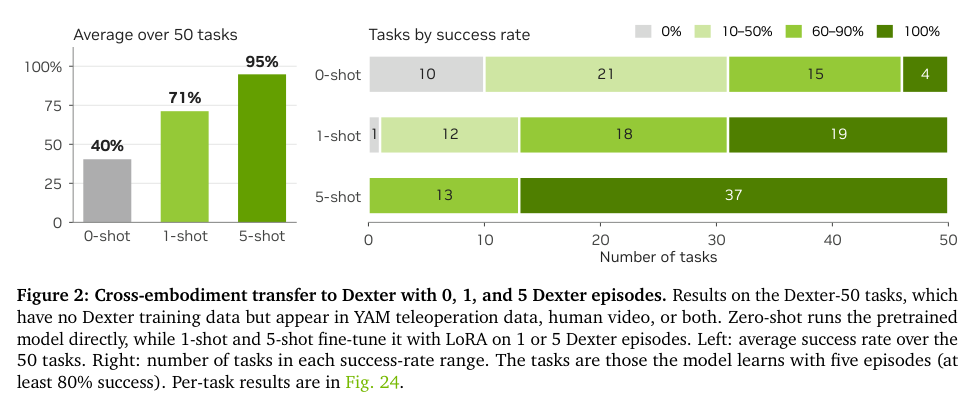 Average over 50 tasks
100%
75
50
25
0
40%
71%
95%
0-shot
1-shot
5-shot
Tasks by success rate
0%
10–50%
60–90%
100%
0-shot
10
21
15
4
1-shot
1
12
18
19
5-shot
13
37
0
10
20
30
40
50
Number of tasks
Figure 2: Cross-embodiment transfer to Dexter with 0, 1, and 5 Dexter episodes. Results on the Dexter-50 tasks, which
have no Dexter training data but appear in YAM teleoperation data, human video, or both. Zero-shot runs the pretrained
model directly, while 1-shot and 5-shot fine-tune it with LoRA on 1 or 5 Dexter episodes. Left: average success rate over the
50 tasks. Right: number of tasks in each success-rate range. The tasks are those the model learns with five episodes (at
least 80% success). Per-task results are in Fig. 24.